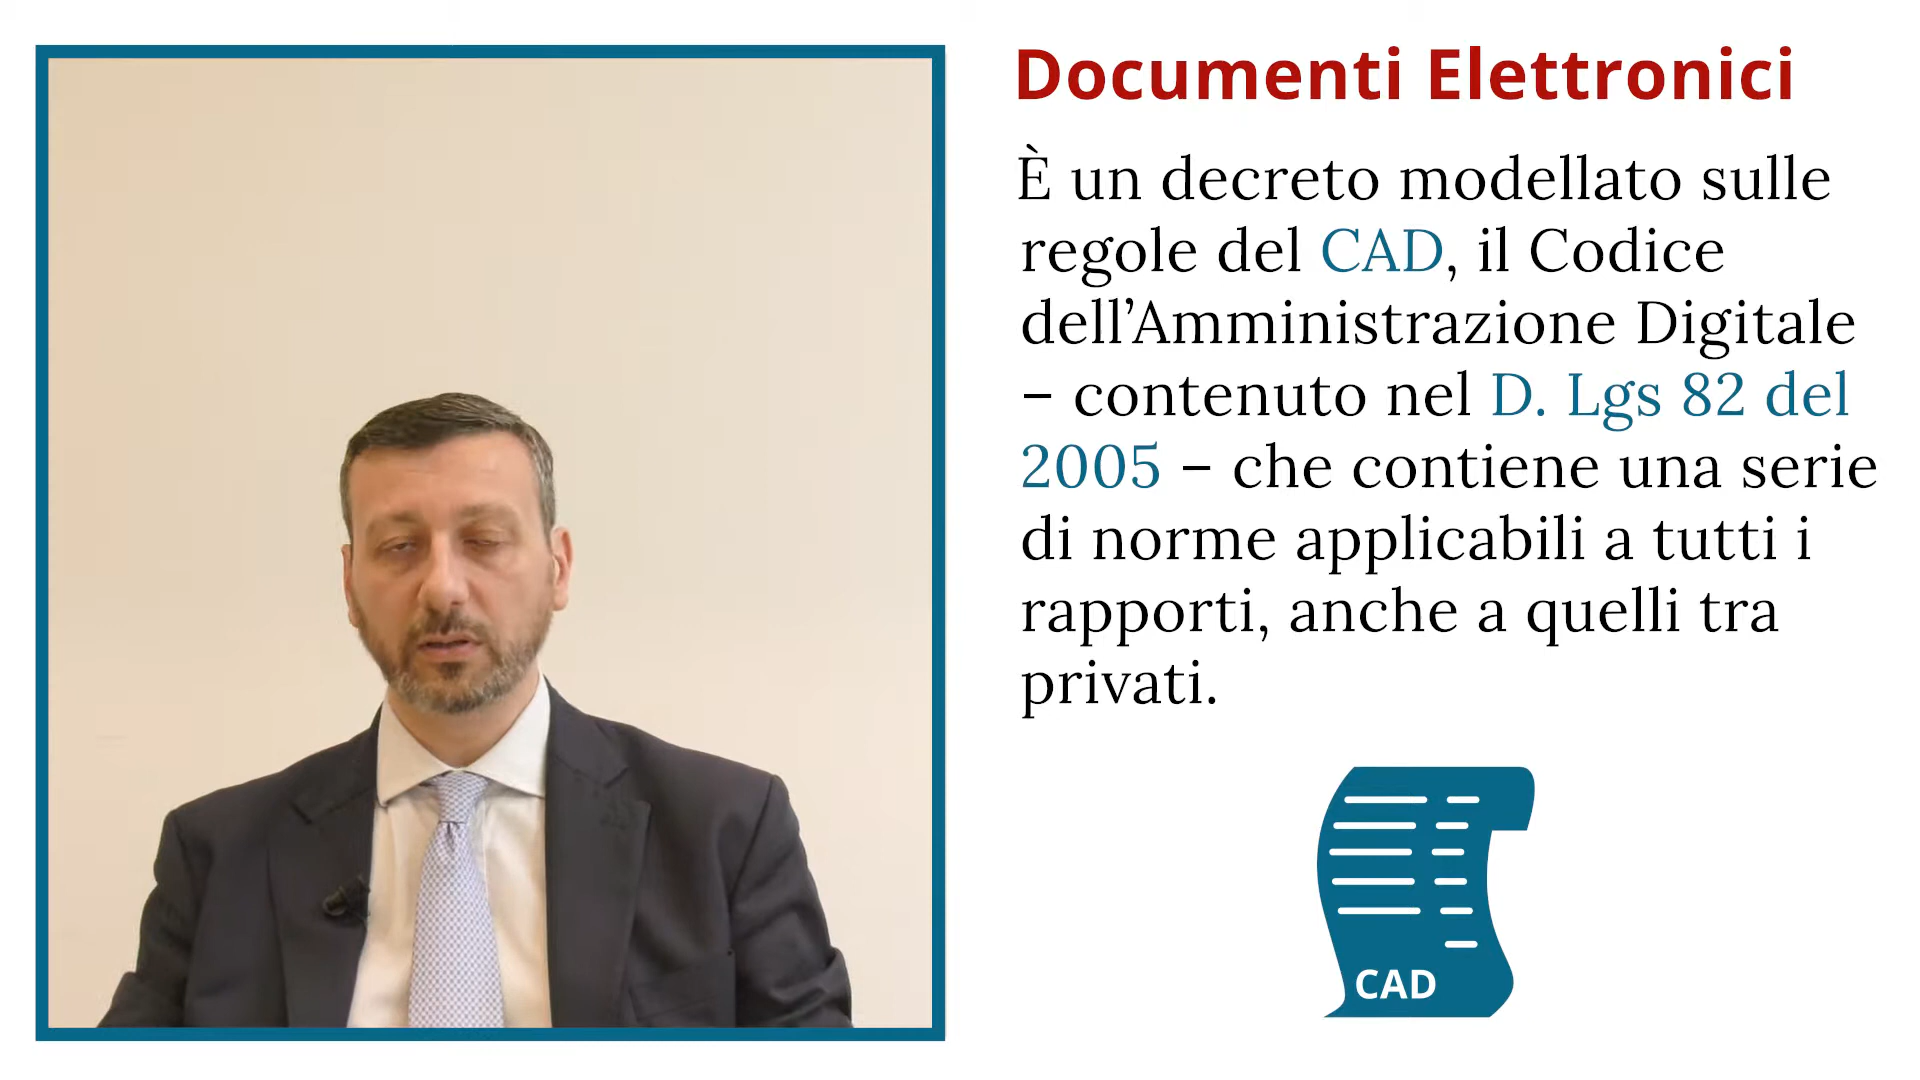 Documenti Elettronici
È un decreto modellato sulle
regole del CAD, il Codice
dell’Amministrazione Digitale
– contenuto nel D. Lgs 82 del
2005 – che contiene una serie
di norme applicabili a tutti i
rapporti, anche a quelli tra
privati.
CAD